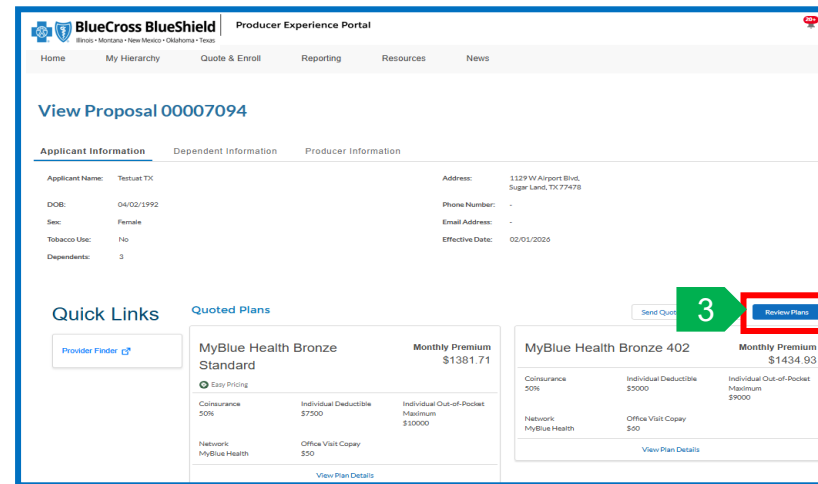 BlueCross BlueShield
Illinois • Montana • New Mexico • Oklahoma • Texas
Producer Experience Portal
20+
Home My Hierarchy Quote & Enroll Reporting Resources News
View Proposal 00007094
Applicant Information Dependent Information Producer Information
Applicant Name: Testuat TX
DOB: 04/02/1992
Sex: Female
Tobacco Use: No
Dependents: 3
Address: 1129 W Airport Blvd,
Sugar Land, TX 77478
Phone Number: -
Email Address: -
Effective Date: 02/01/2026
Quick Links
Provider Finder
Quoted Plans
Send Quot
3
Review Plans
MyBlue Health Bronze
Standard
Monthly Premium
$1381.71
Easy Pricing
Coinsurance
50%
Individual Deductible
$7500
Individual Out-of-Pocket
Maximum
$10000
Network
MyBlue Health
Office Visit Copay
$50
View Plan Details
MyBlue Health Bronze 402
Monthly Premium
$1434.93
Coinsurance
50%
Individual Deductible
$5000
Individual Out-of-Pocket
Maximum
$9000
Network
MyBlue Health
Office Visit Copay
$60
View Plan Details